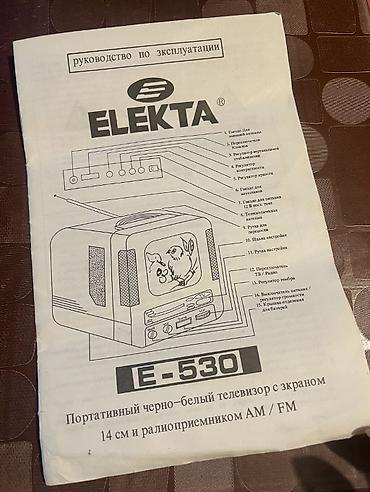 руководство по эксплуатации
ELEKTA®
1. Гнездо для
внешней антенны
2. Переключатель
3. Регулятор вертикальной
стабилизации
4. Регулятор
контрастности
5. Регулятор яркости
6. Гнездо для
наушников
7. Гнездо для питания
12 В пост. тока
8. Телескопическая
антенна
9. Ручка для
переноски
10. Шкала настройки
11. Ручка настройки
12. Переключатель
ТВ / Радио
13. Регулятор тембра
14. Выключатель питания /
регулятор громкости
15. Крышка отделения
для батарей
E-530
Портативный черно-белый телевизор с зкраном
14 см и ралиоприемником AM / FM